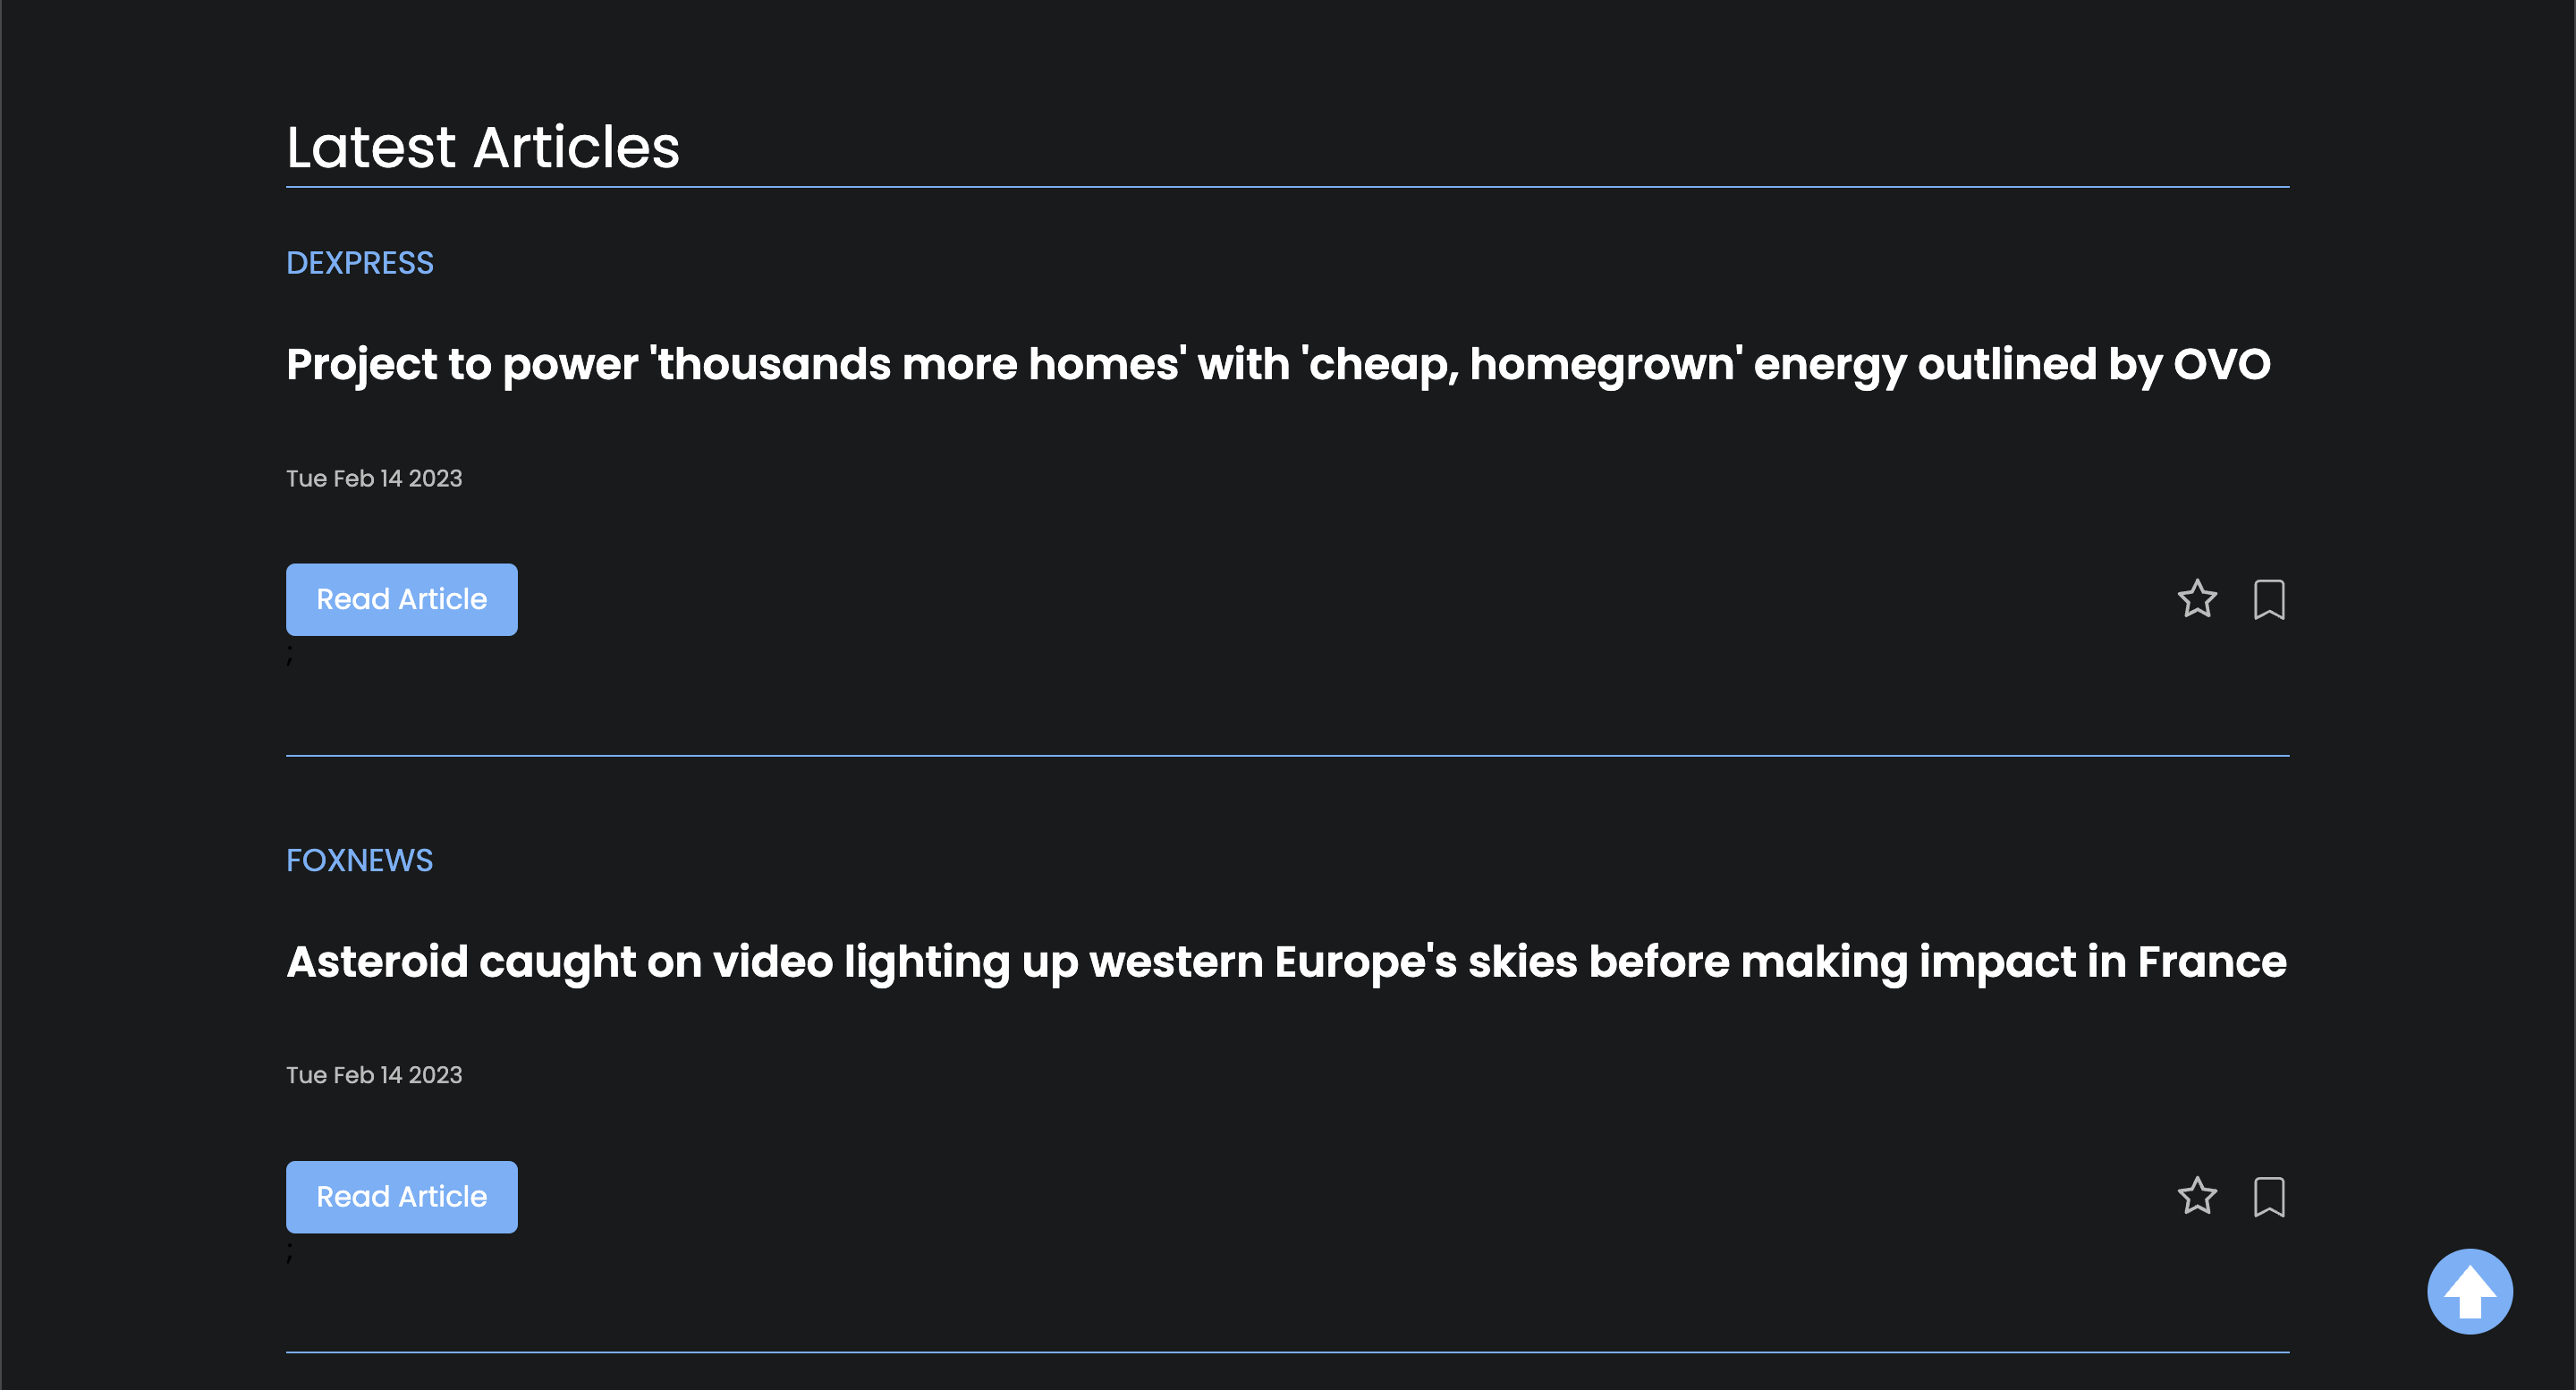 Latest Articles
DEXPRESS
Project to power 'thousands more homes' with 'cheap, homegrown' energy outlined by OVO
Tue Feb 14 2023
Read Article
;
FOXNEWS
Asteroid caught on video lighting up western Europe's skies before making impact in France
Tue Feb 14 2023
Read Article
;